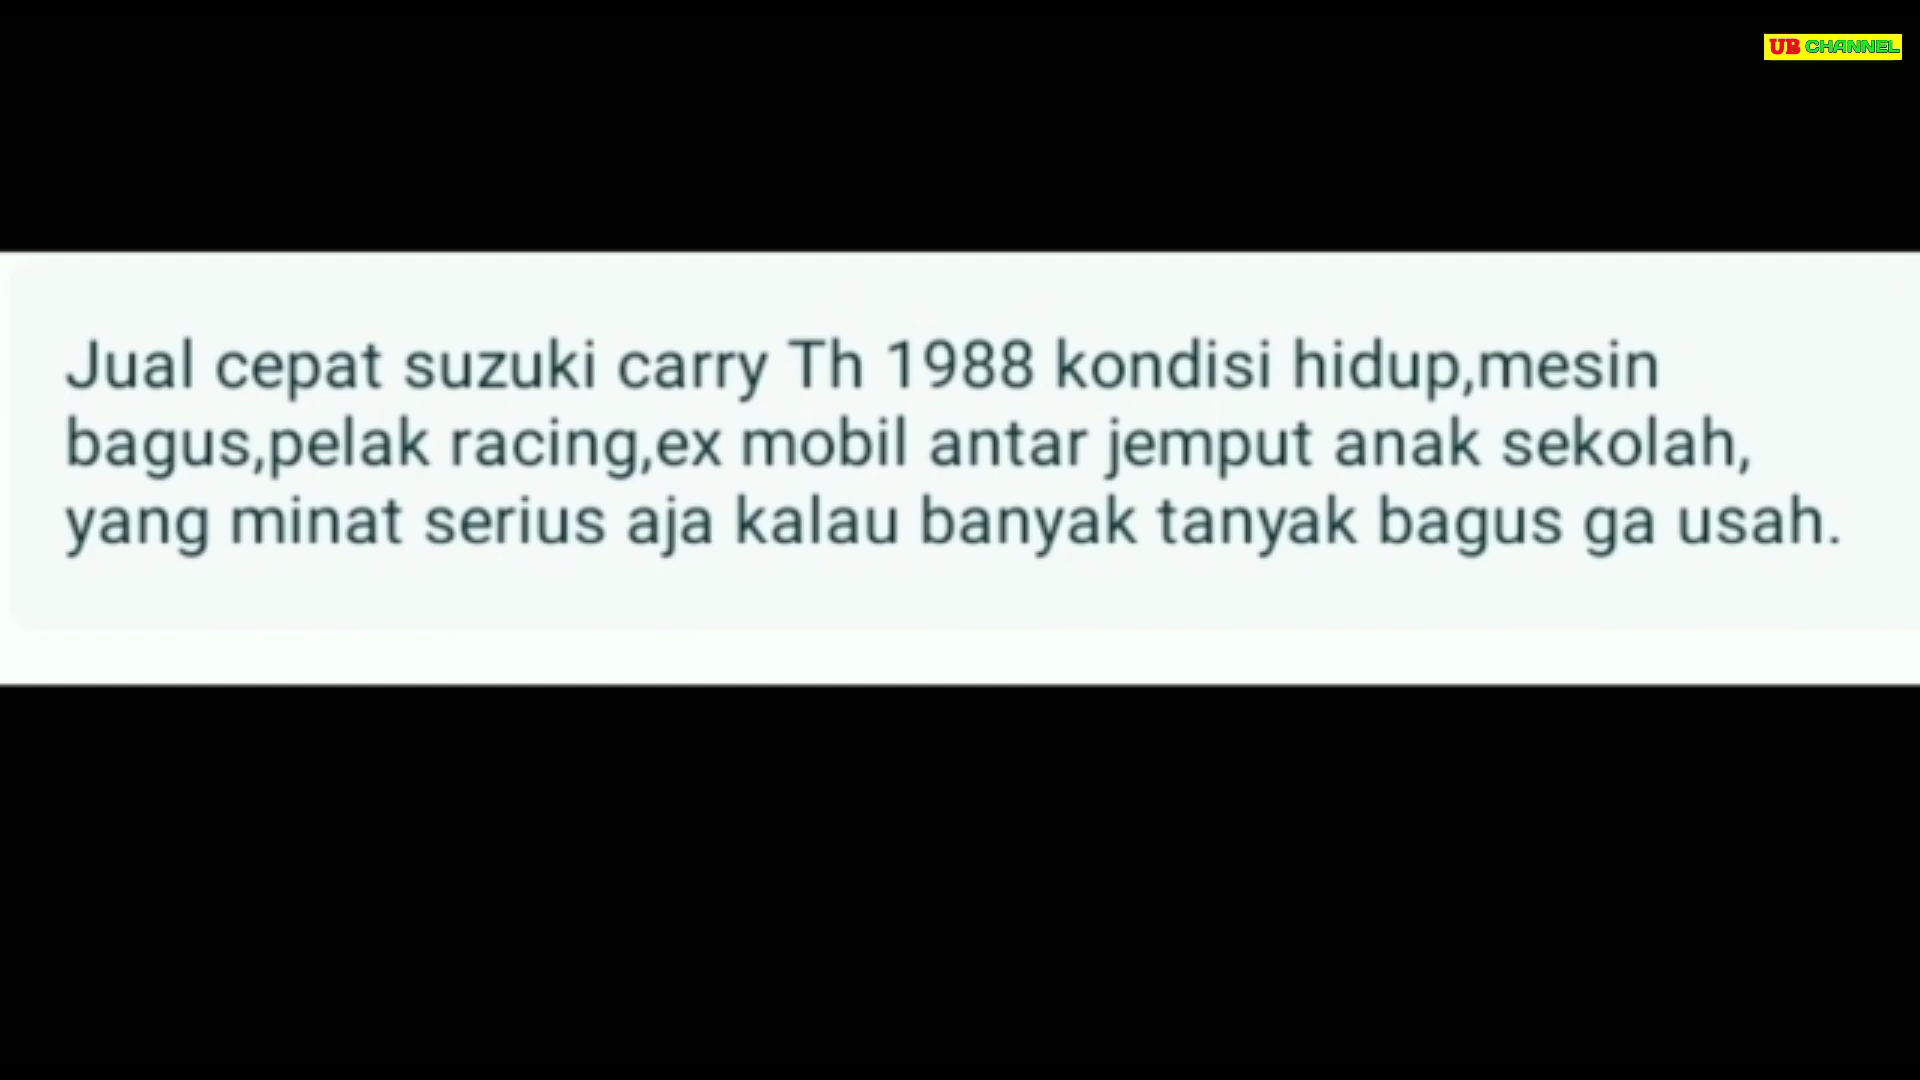 UB CHANNEL
Jual cepat suzuki carry Th 1988 kondisi hidup,mesin
bagus,pelak racing,ex mobil antar jemput anak sekolah,
yang minat serius aja kalau banyak tanyak bagus ga usah.